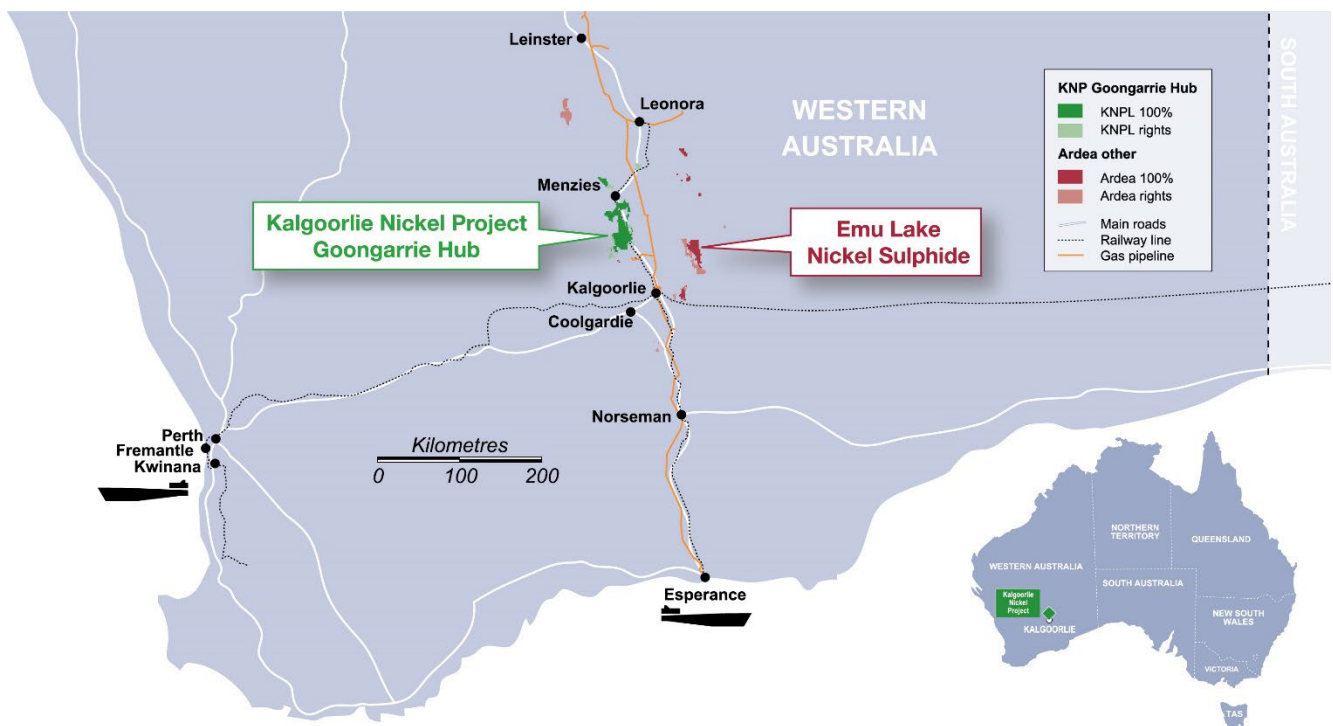 Leinster
Leonora
WESTERN
AUSTRALIA
SOUTH AUSTRALIA
KNP Goongarrie Hub
KNPL 100%
KNPL rights
Ardea other
Ardea 100%
Ardea rights
Main roads
Railway line
Gas pipeline
Menzies
Kalgoorlie Nickel Project
Goongarrie Hub
Emu Lake
Nickel Sulphide
Kalgoorlie
Coolgardie
Norseman
Perth
Fremantle
Kwinana
Kilometres
0 100 200
Esperance
NORTHERN
TERRITORY
QUEENSLAND
WESTERN AUSTRALIA
SOUTH AUSTRALIA
Kalgoorlie
Nickel
Project
KALGOORLIE
NEW SOUTH
WALES
VICTORIA
TAS